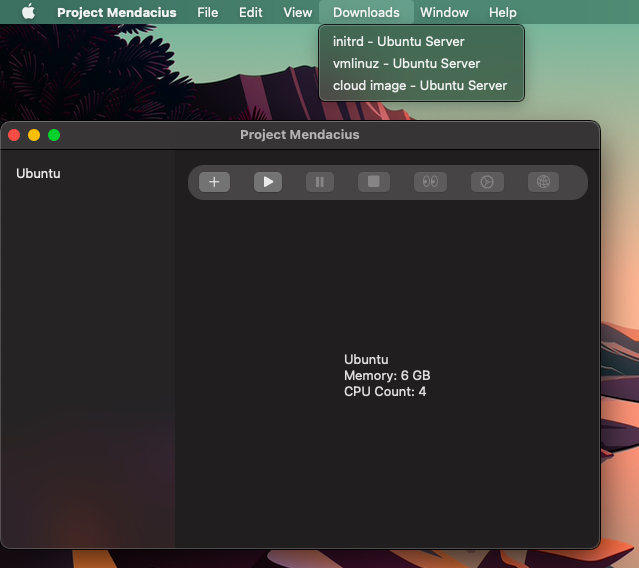 Project Mendacius File Edit View Downloads Window Help
initrd - Ubuntu Server
vmlinuz - Ubuntu Server
cloud image - Ubuntu Server
Project Mendacius
Ubuntu
Ubuntu
Memory: 6 GB
CPU Count: 4